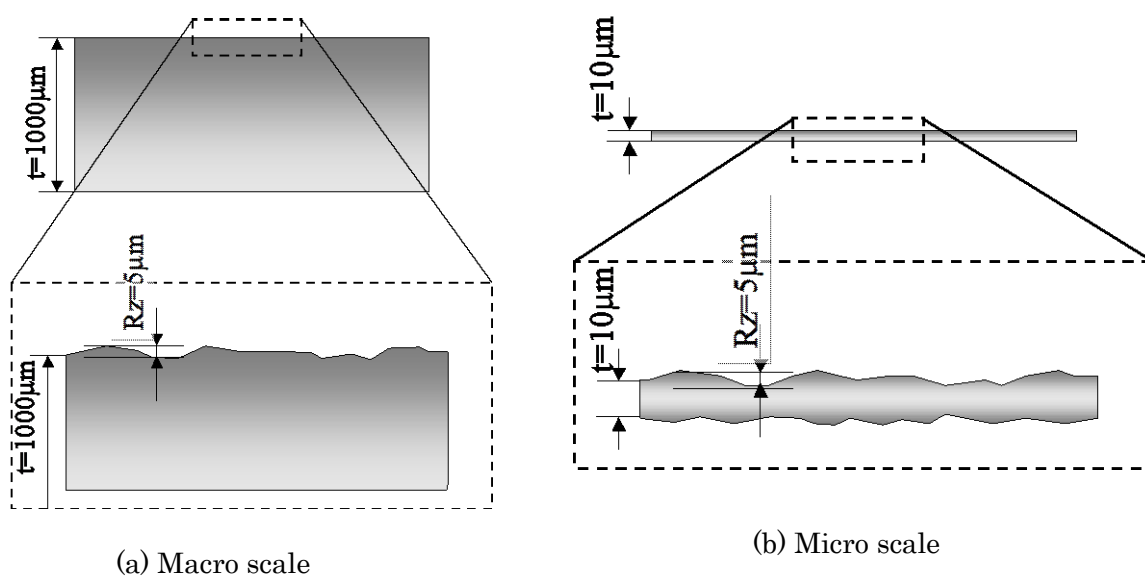 t=1000µm
Rz=5µm
t=1000µm
(a) Macro scale
t=10µm
Rz=5µm
t=10µm
(b) Micro scale